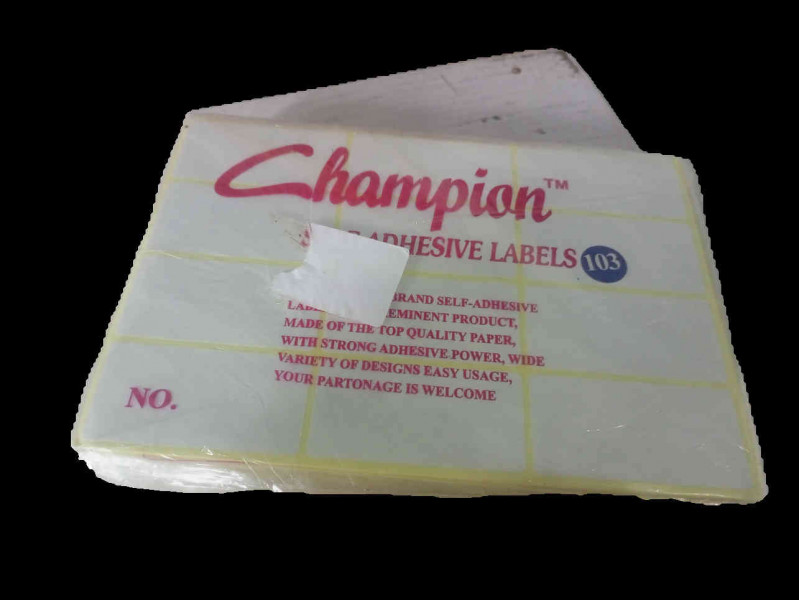 Champion™
ADHESIVE LABELS 103
BRAND SELF-ADHESIVE
EMINENT PRODUCT,
MADE OF THE TOP QUALITY PAPER,
WITH STRONG ADHESIVE POWER, WIDE
VARIETY OF DESIGNS EASY USAGE,
YOUR PARTONAGE IS WELCOME
NO.